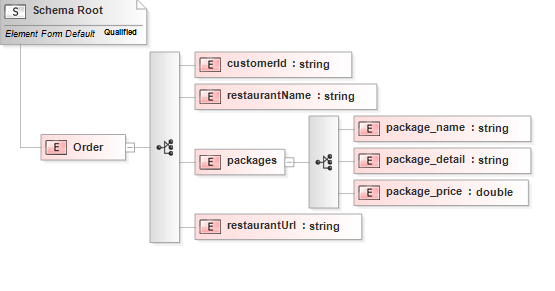 S Schema Root
Element Form Default Qualified
E customerId : string
E restaurantName : string
E Order
E packages
E package_name : string
E package_detail : string
E package_price : double
E restaurantUrl : string